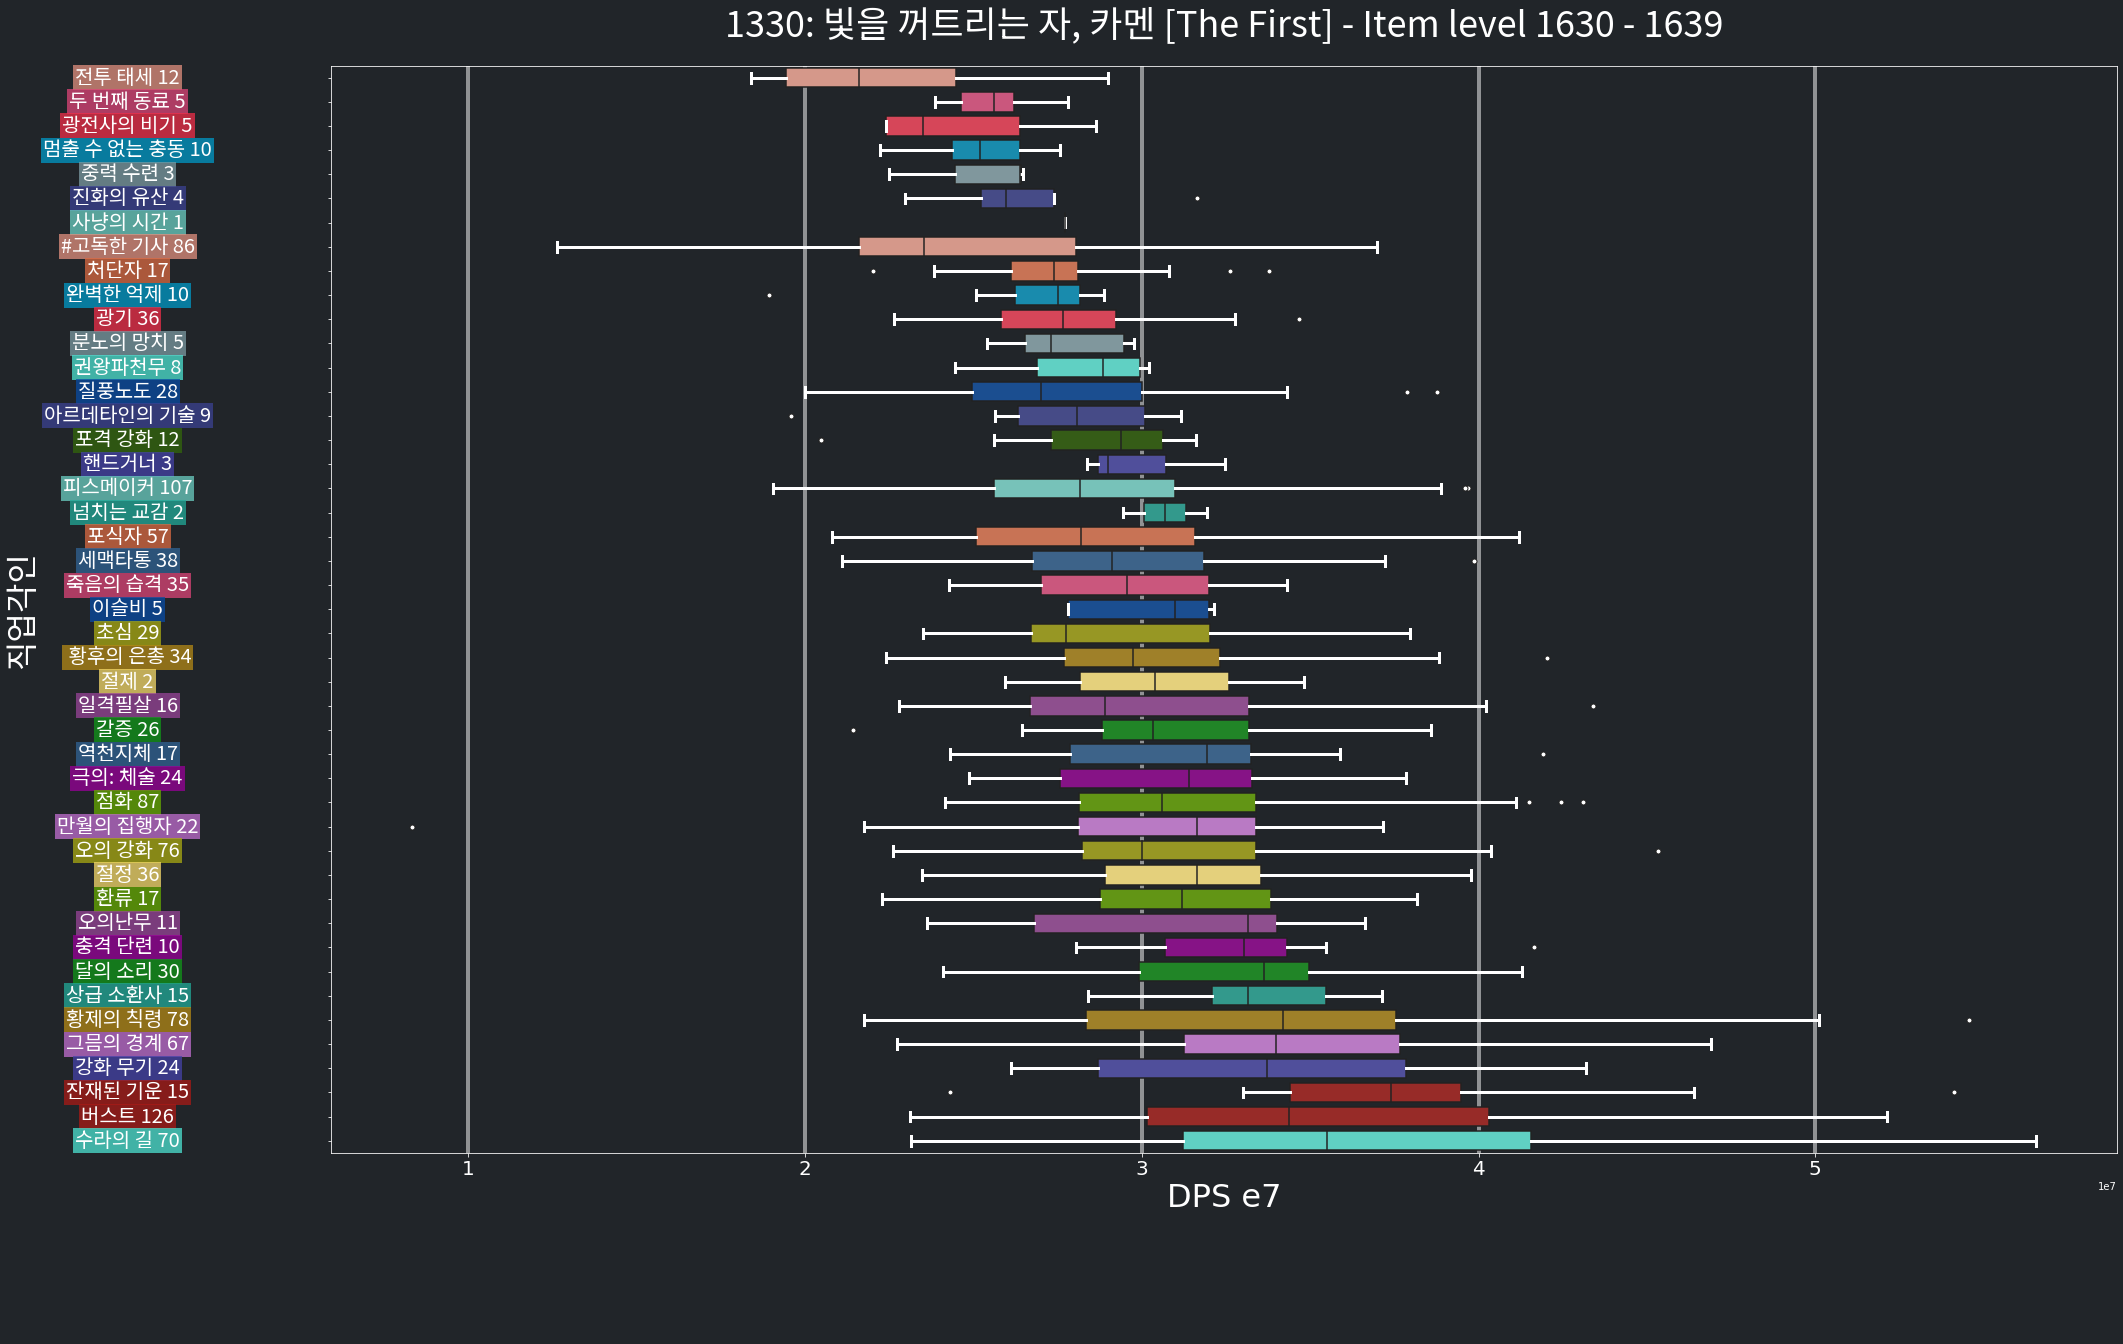 1330: 빛을 꺼트리는 자, 카멘 [The First] - Item level 1630 - 1639
직업각인
전투 태세 12
두 번째 동료 5
광전사의 비기 5
멈출 수 없는 충동 10
중력 수련 3
진화의 유산 4
사냥의 시간 1
#고독한 기사 86
처단자 17
완벽한 억제 10
광기 36
분노의 망치 5
권왕파천무 8
질풍노도 28
아르데타인의 기술 9
포격 강화 12
핸드거너 3
피스메이커 107
넘치는 교감 2
포식자 57
세맥타통 38
죽음의 습격 35
이슬비 5
초심 29
황후의 은총 34
절제 2
일격필살 16
갈증 26
역천지체 17
극의: 체술 24
점화 87
만월의 집행자 22
오의 강화 76
절정 36
환류 17
오의난무 11
충격 단련 10
달의 소리 30
상급 소환사 15
황제의 칙령 78
그믐의 경계 67
강화 무기 24
잔재된 기운 15
버스트 126
수라의 길 70
1 2 3 4 5
1e7
DPS e7